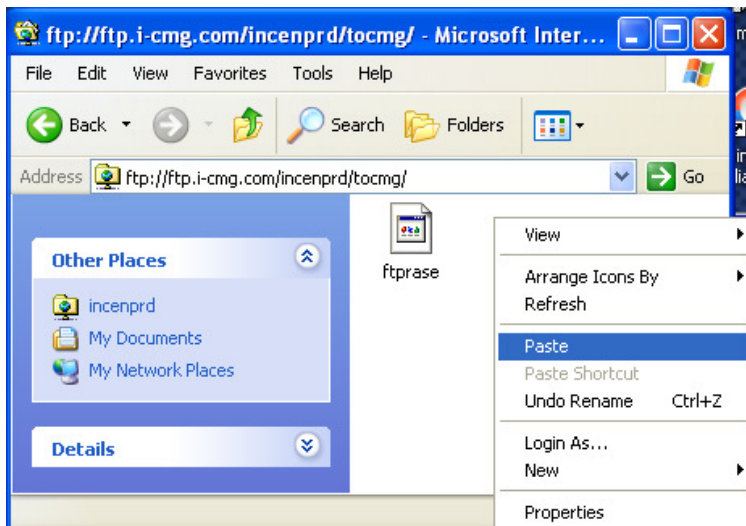 ftp://ftp.i-cmg.com/incenprd/tocmg/ - Microsoft Inter...
File Edit View Favorites Tools Help
Back Search Folders
Address ftp://ftp.i-cmg.com/incenprd/tocmg/ Go
Other Places
incenprd
My Documents
My Network Places
Details
ftprase
View
Arrange Icons By
Refresh
Paste
Paste Shortcut
Undo Rename Ctrl+Z
Login As...
New
Properties